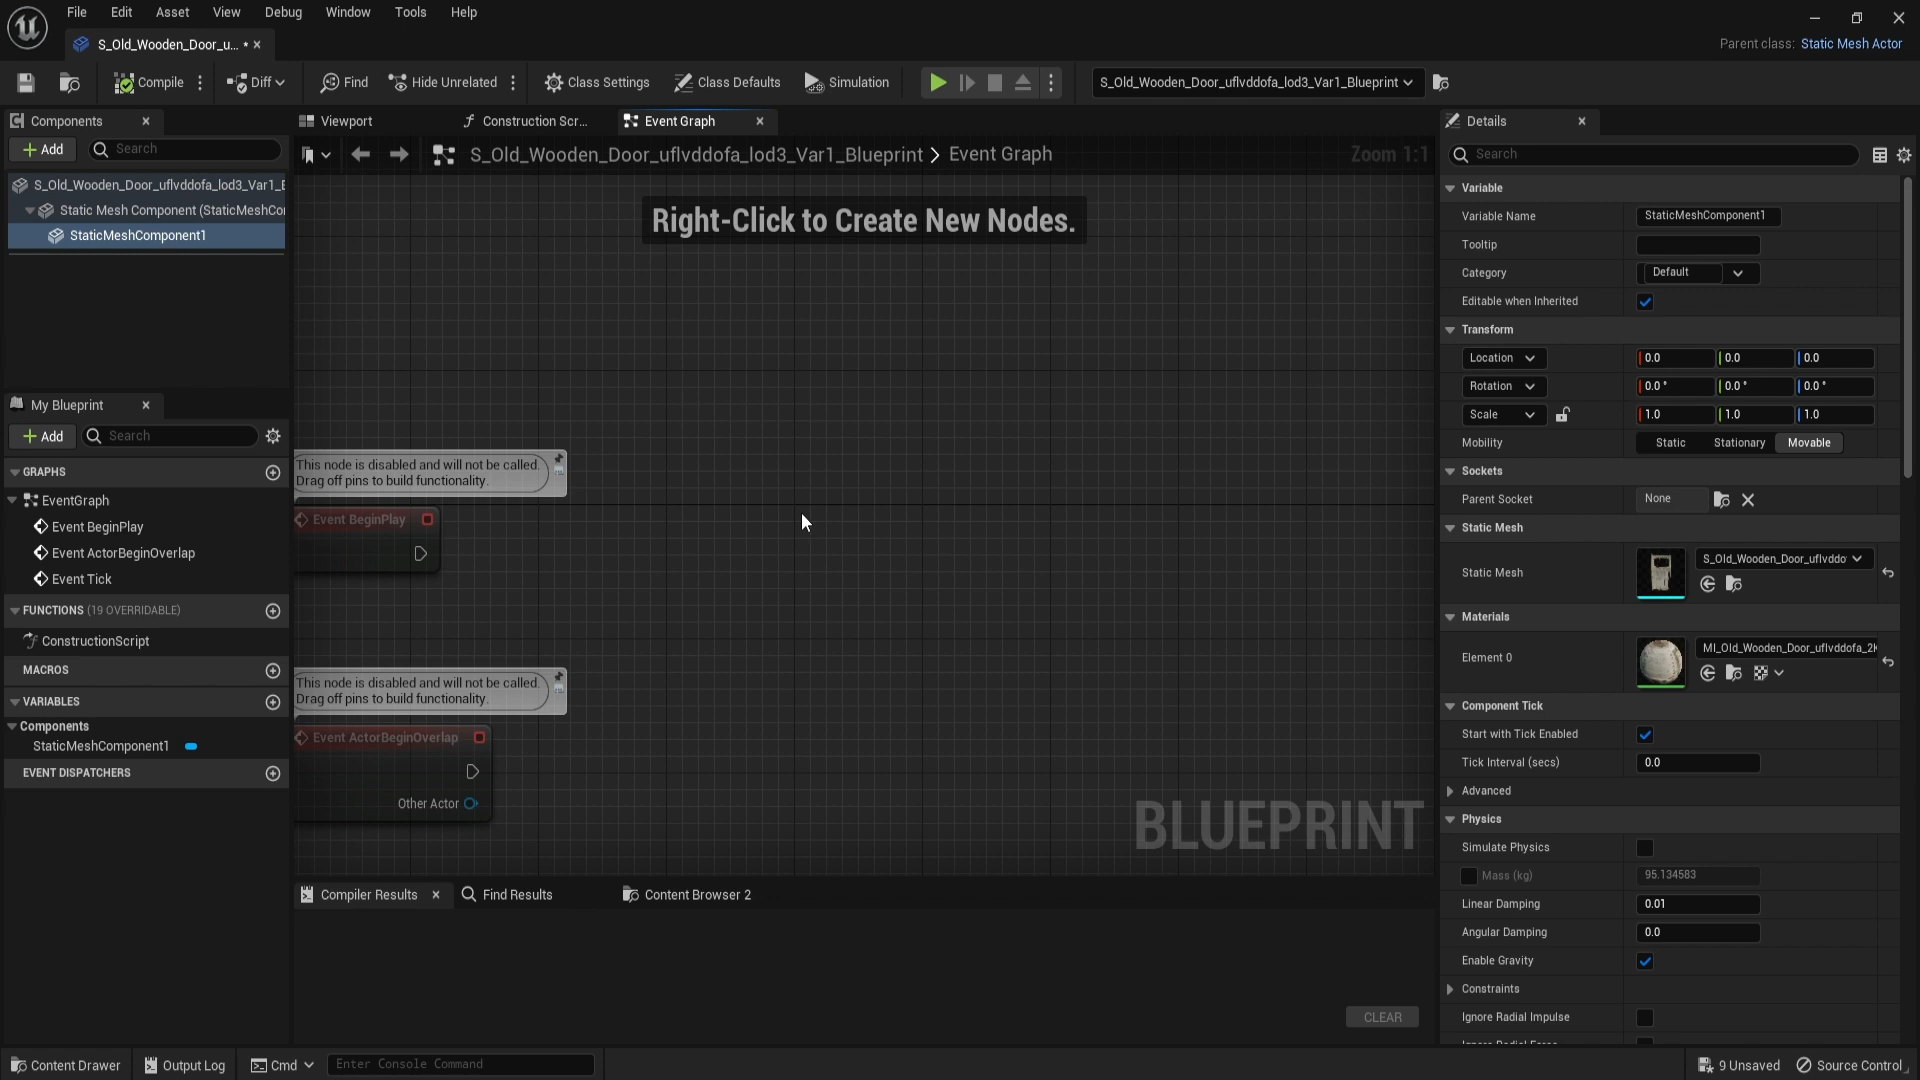 File Edit Asset View Debug Window Tools Help
S_Old_Wooden_Door_u... •
Parent class: Static Mesh Actor
Compile Diff Find Hide Unrelated Class Settings Class Defaults Simulation S_Old_Wooden_Door_uflvddofa_lod3_Var1_Blueprint
Components
Add Search
S_Old_Wooden_Door_uflvddofa_lod3_Var1_E
Static Mesh Component (StaticMeshCo
StaticMeshComponent1
My Blueprint
Add Search
GRAPHS
EventGraph
Event BeginPlay
Event ActorBeginOverlap
Event Tick
FUNCTIONS (19 OVERRIDABLE)
ConstructionScript
MACROS
VARIABLES
Components
StaticMeshComponent1
EVENT DISPATCHERS
Viewport Construction Scr... Event Graph
S_Old_Wooden_Door_uflvddofa_lod3_Var1_Blueprint > Event Graph Zoom 1:1
Right-Click to Create New Nodes.
This node is disabled and will not be called.
Drag off pins to build functionality.
Event BeginPlay
This node is disabled and will not be called.
Drag off pins to build functionality.
Event ActorBeginOverlap
Other Actor
BLUEPRINT
Compiler Results Find Results Content Browser 2
CLEAR
Details
Search
Variable
Variable Name StaticMeshComponent1
Tooltip
Category Default
Editable when Inherited
Transform
Location 0.0 0.0 0.0
Rotation 0.0 ° 0.0 ° 0.0 °
Scale 1.0 1.0 1.0
Mobility Static Stationary Movable
Sockets
Parent Socket None
Static Mesh
Static Mesh S_Old_Wooden_Door_uflvddo
Materials
Element 0 MI_Old_Wooden_Door_uflvddofa_2K
Component Tick
Start with Tick Enabled
Tick Interval (secs) 0.0
Advanced
Physics
Simulate Physics
Mass (kg) 95.134583
Linear Damping 0.01
Angular Damping 0.0
Enable Gravity
Constraints
Ignore Radial Impulse
Ignore Radial Force
Content Drawer Output Log Cmd Enter Console Command 9 Unsaved Source Control